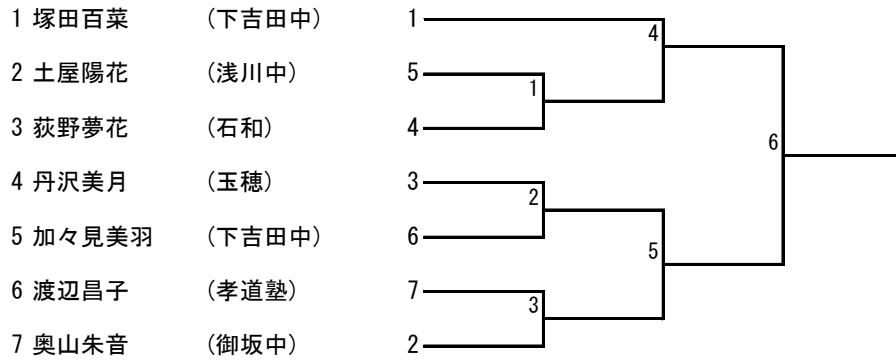 1 塚田百菜 (下吉田中) 1
4
2 土屋陽花 (浅川中) 5
1
3 荻野夢花 (石和) 4
6
4 丹沢美月 (玉穂) 3
2
5 加々見美羽 (下吉田中) 6
5
6 渡辺昌子 (孝道塾) 7
3
7 奥山朱音 (御坂中) 2